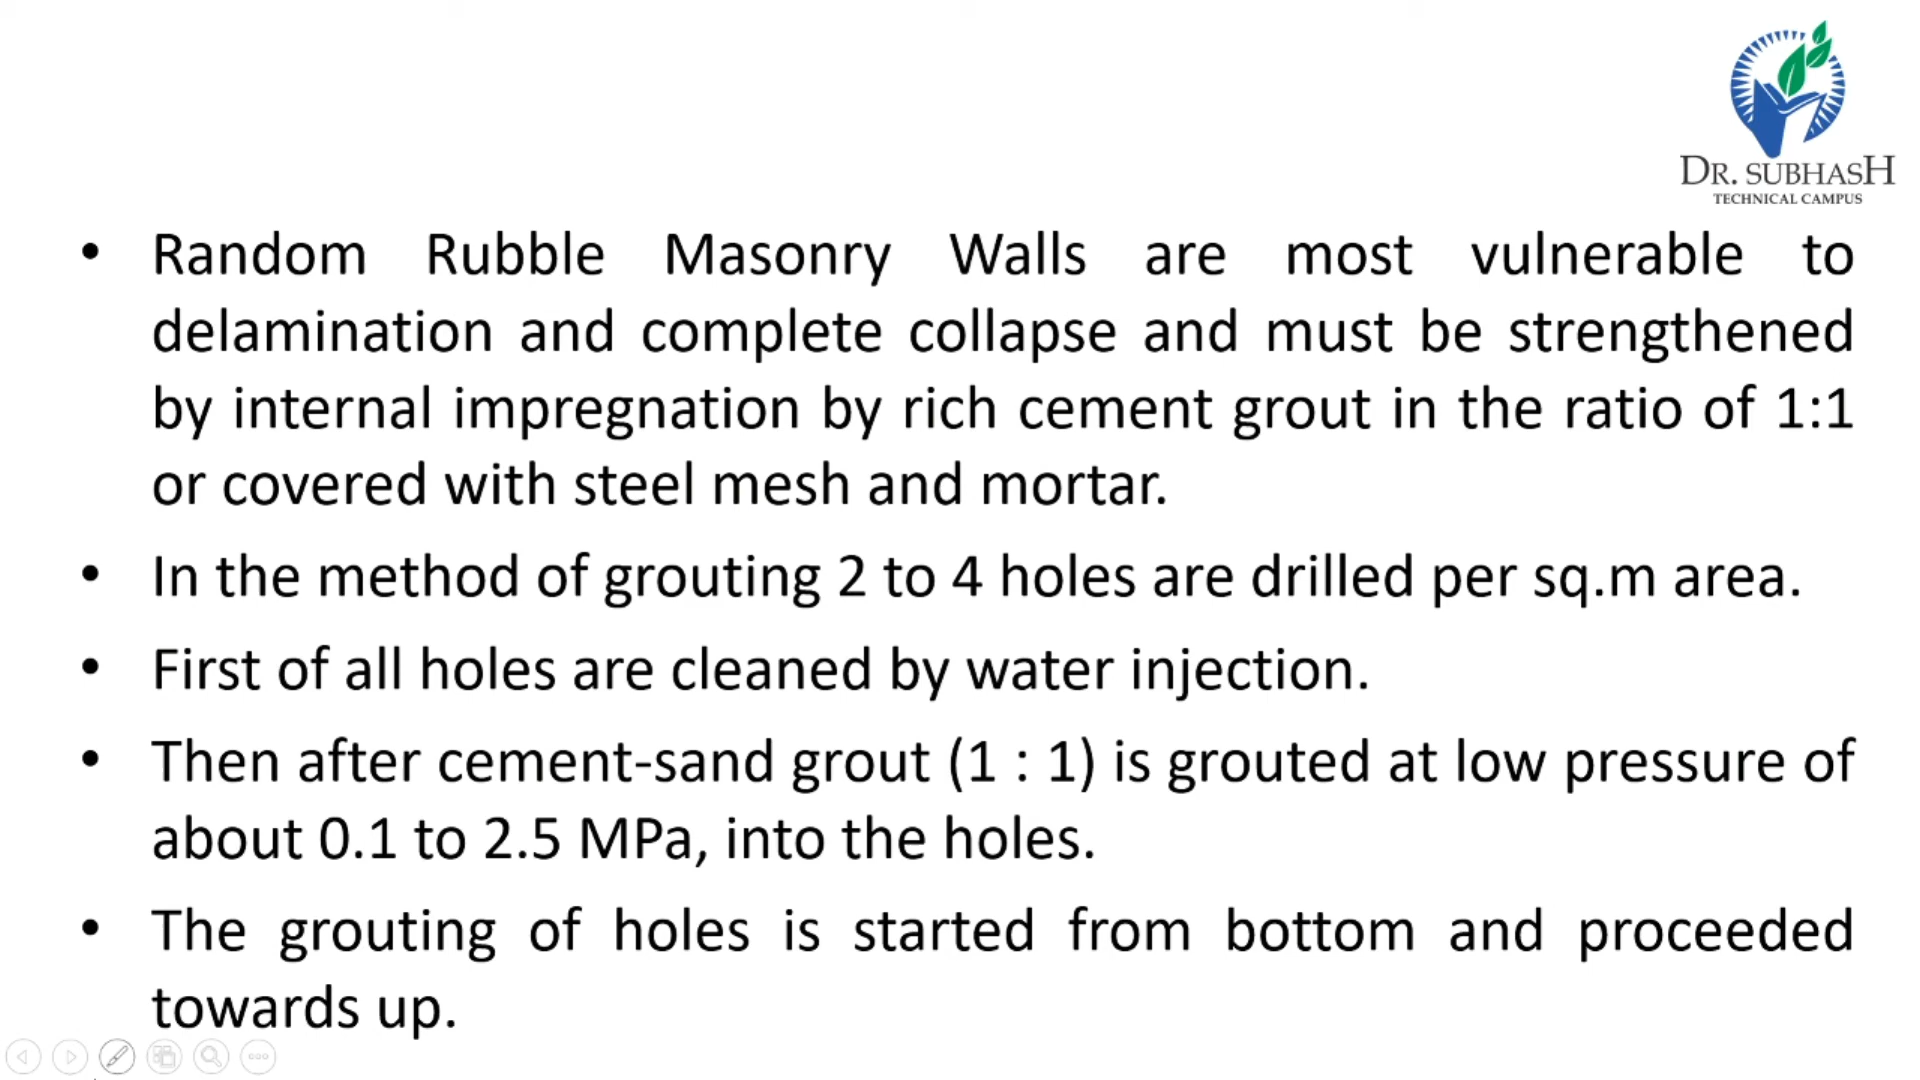 DR. SUBHASH
TECHNICAL CAMPUS
• Random Rubble Masonry Walls are most vulnerable to
delamination and complete collapse and must be strengthened
by internal impregnation by rich cement grout in the ratio of 1:1
or covered with steel mesh and mortar.
• In the method of grouting 2 to 4 holes are drilled per sq.m area.
• First of all holes are cleaned by water injection.
• Then after cement-sand grout (1 : 1) is grouted at low pressure of
about 0.1 to 2.5 MPa, into the holes.
• The grouting of holes is started from bottom and proceeded
towards up.